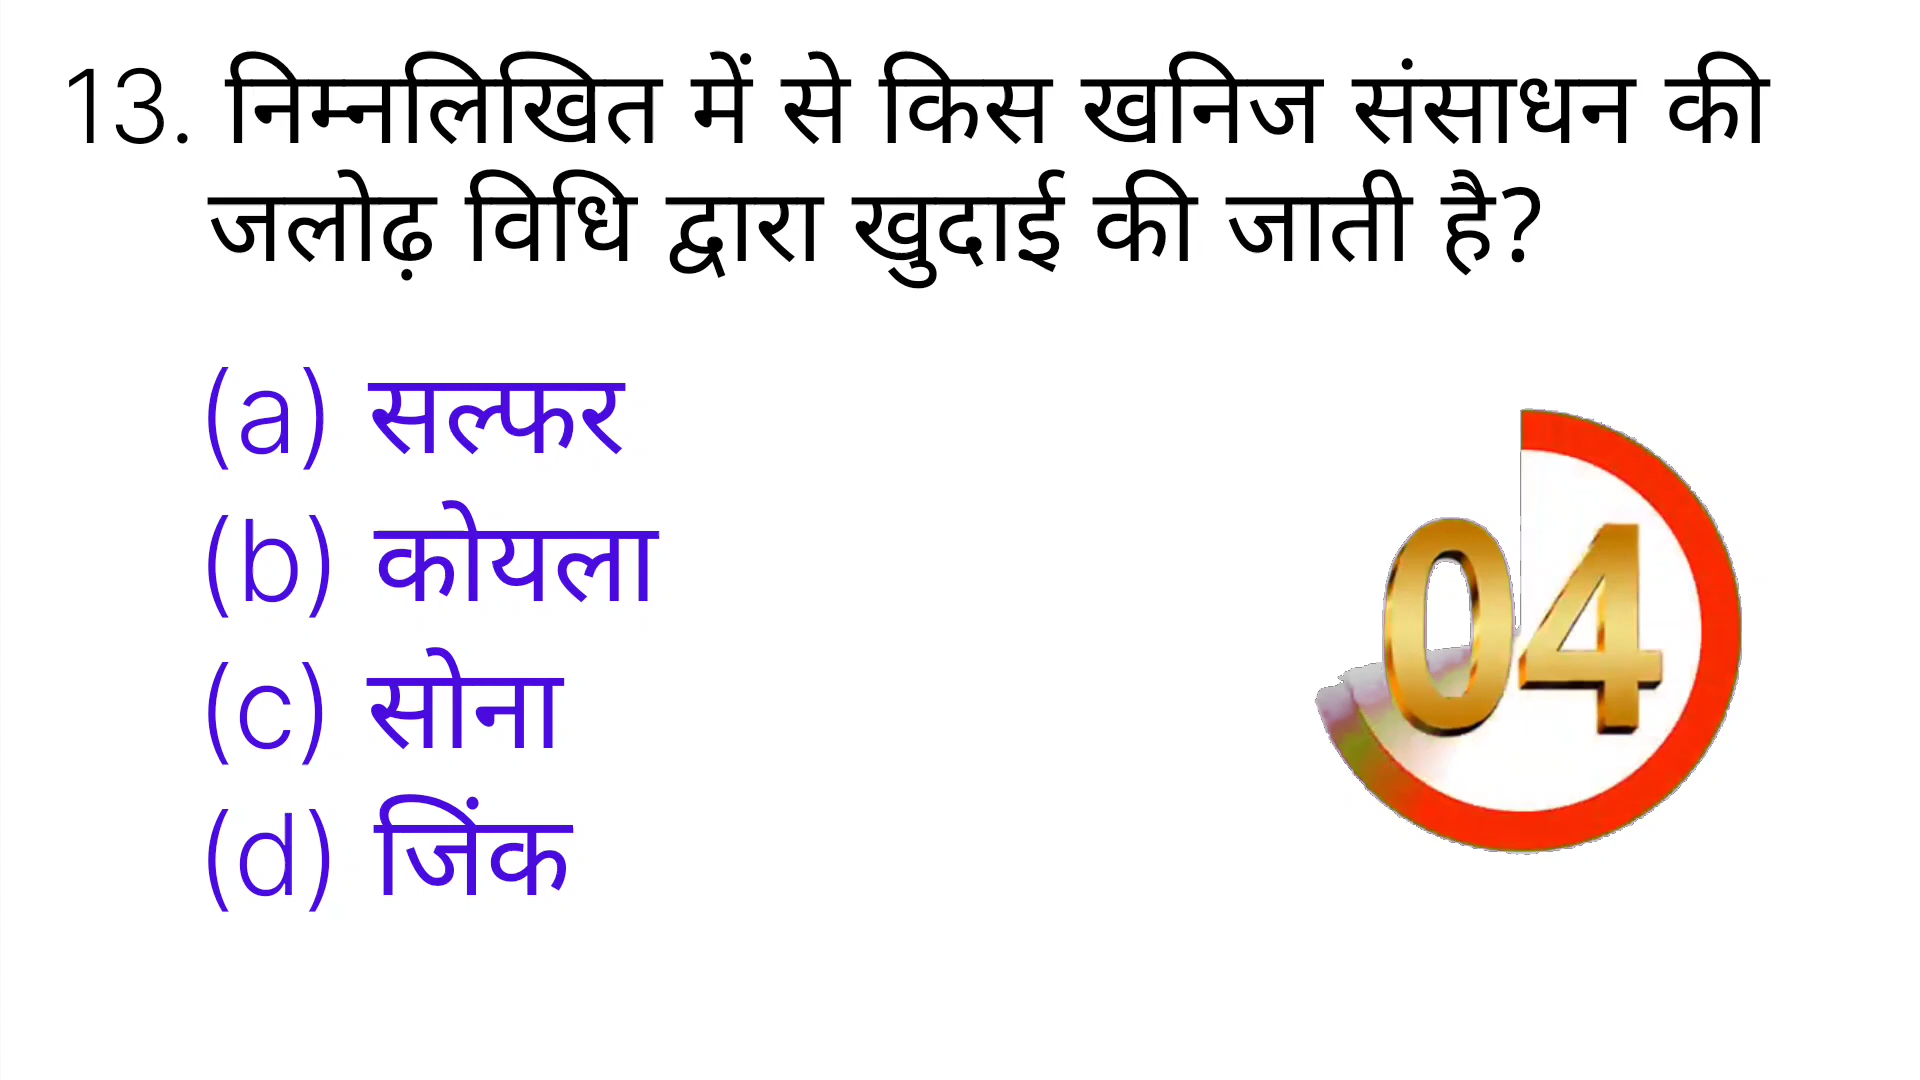 13. निम्नलिखित में से किस खनिज संसाधन की
जलोढ़ विधि द्वारा खुदाई की जाती है?
(a) सल्फर
(b) कोयला
(c) सोना
(d) जिंक
04